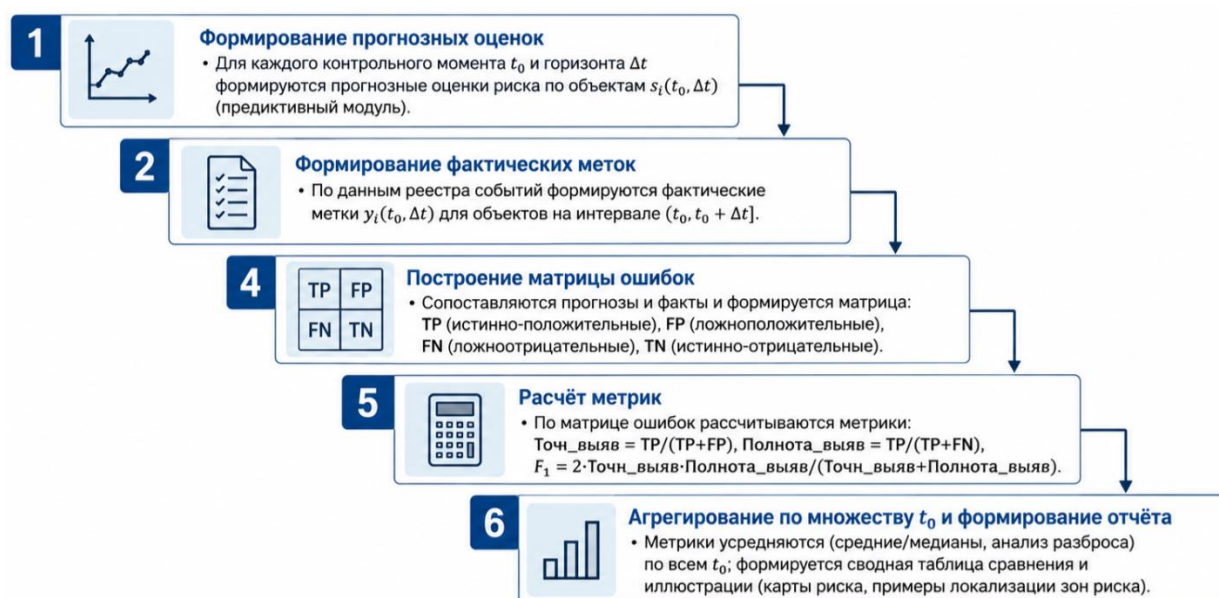 1
Формирование прогнозных оценок
• Для каждого контрольного момента t₀ и горизонта Δt
формируются прогнозные оценки риска по объектам sᵢ(t₀, Δt)
(предиктивный модуль).
2
Формирование фактических меток
• По данным реестра событий формируются фактические
метки yᵢ(t₀, Δt) для объектов на интервале (t₀, t₀ + Δt].
4
TP FP
FN TN
Построение матрицы ошибок
• Сопоставляются прогнозы и факты и формируется матрица:
TP (истинно-положительные), FP (ложноположительные),
FN (ложноотрицательные), TN (истинно-отрицательные).
5
Расчёт метрик
• По матрице ошибок рассчитываются метрики:
Точн_выяв = TP/(TP+FP), Полнота_выяв = TP/(TP+FN),
F₁ = 2·Точн_выяв·Полнота_выяв/(Точн_выяв+Полнота_выяв).
6
Агрегирование по множеству t₀ и формирование отчёта
• Метрики усредняются (средние/медианы, анализ разброса)
по всем t₀; формируется сводная таблица сравнения и
иллюстрации (карты риска, примеры локализации зон риска).